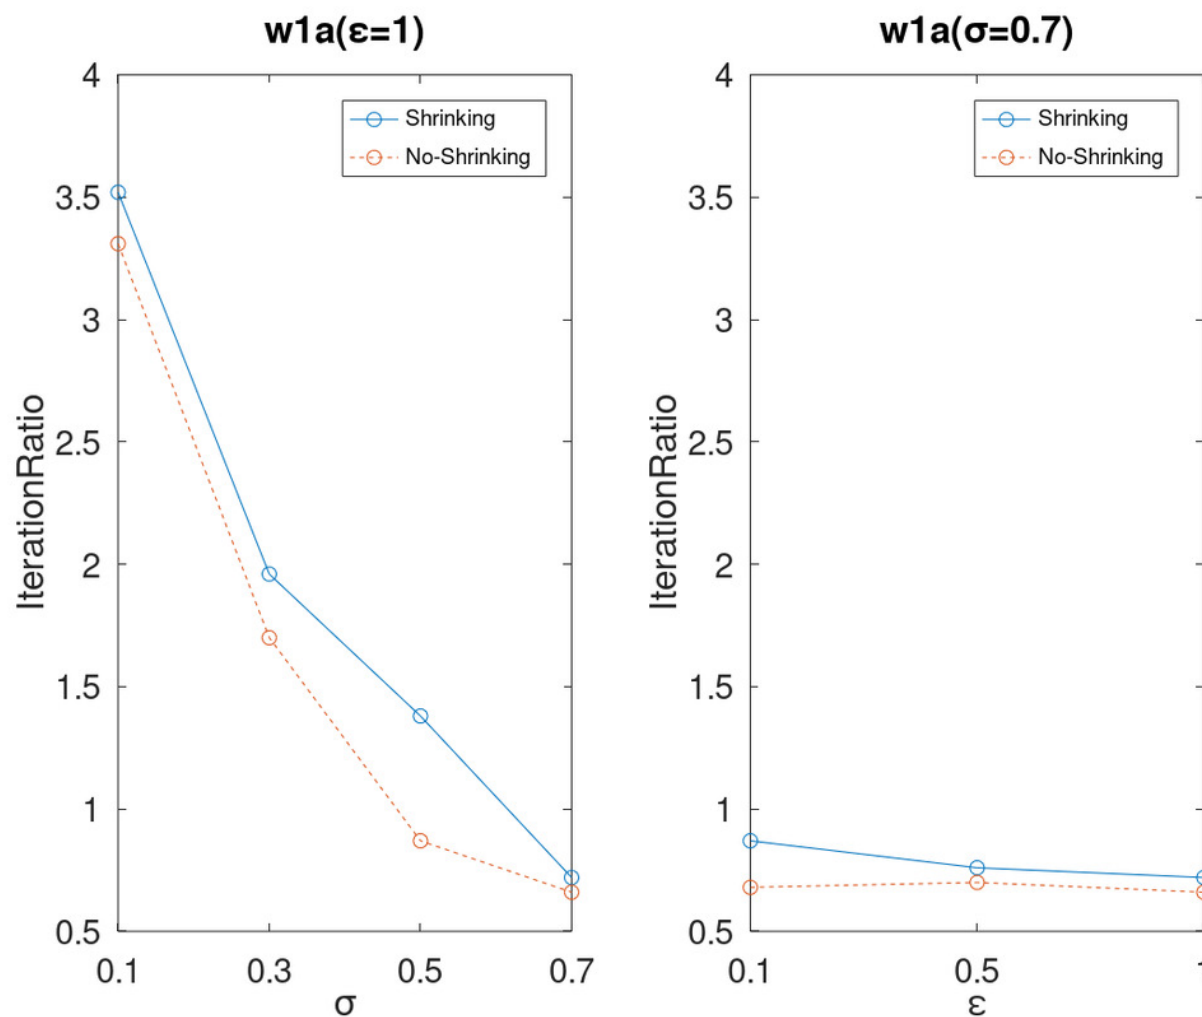 w1a(ε=1)
4
3.5
3
2.5
2
1.5
1
0.5
IterationRatio
Shrinking
No-Shrinking
0.1 0.3 0.5 0.7
σ
w1a(σ=0.7)
4
3.5
3
2.5
2
1.5
1
0.5
IterationRatio
Shrinking
No-Shrinking
0.1 0.5
ε